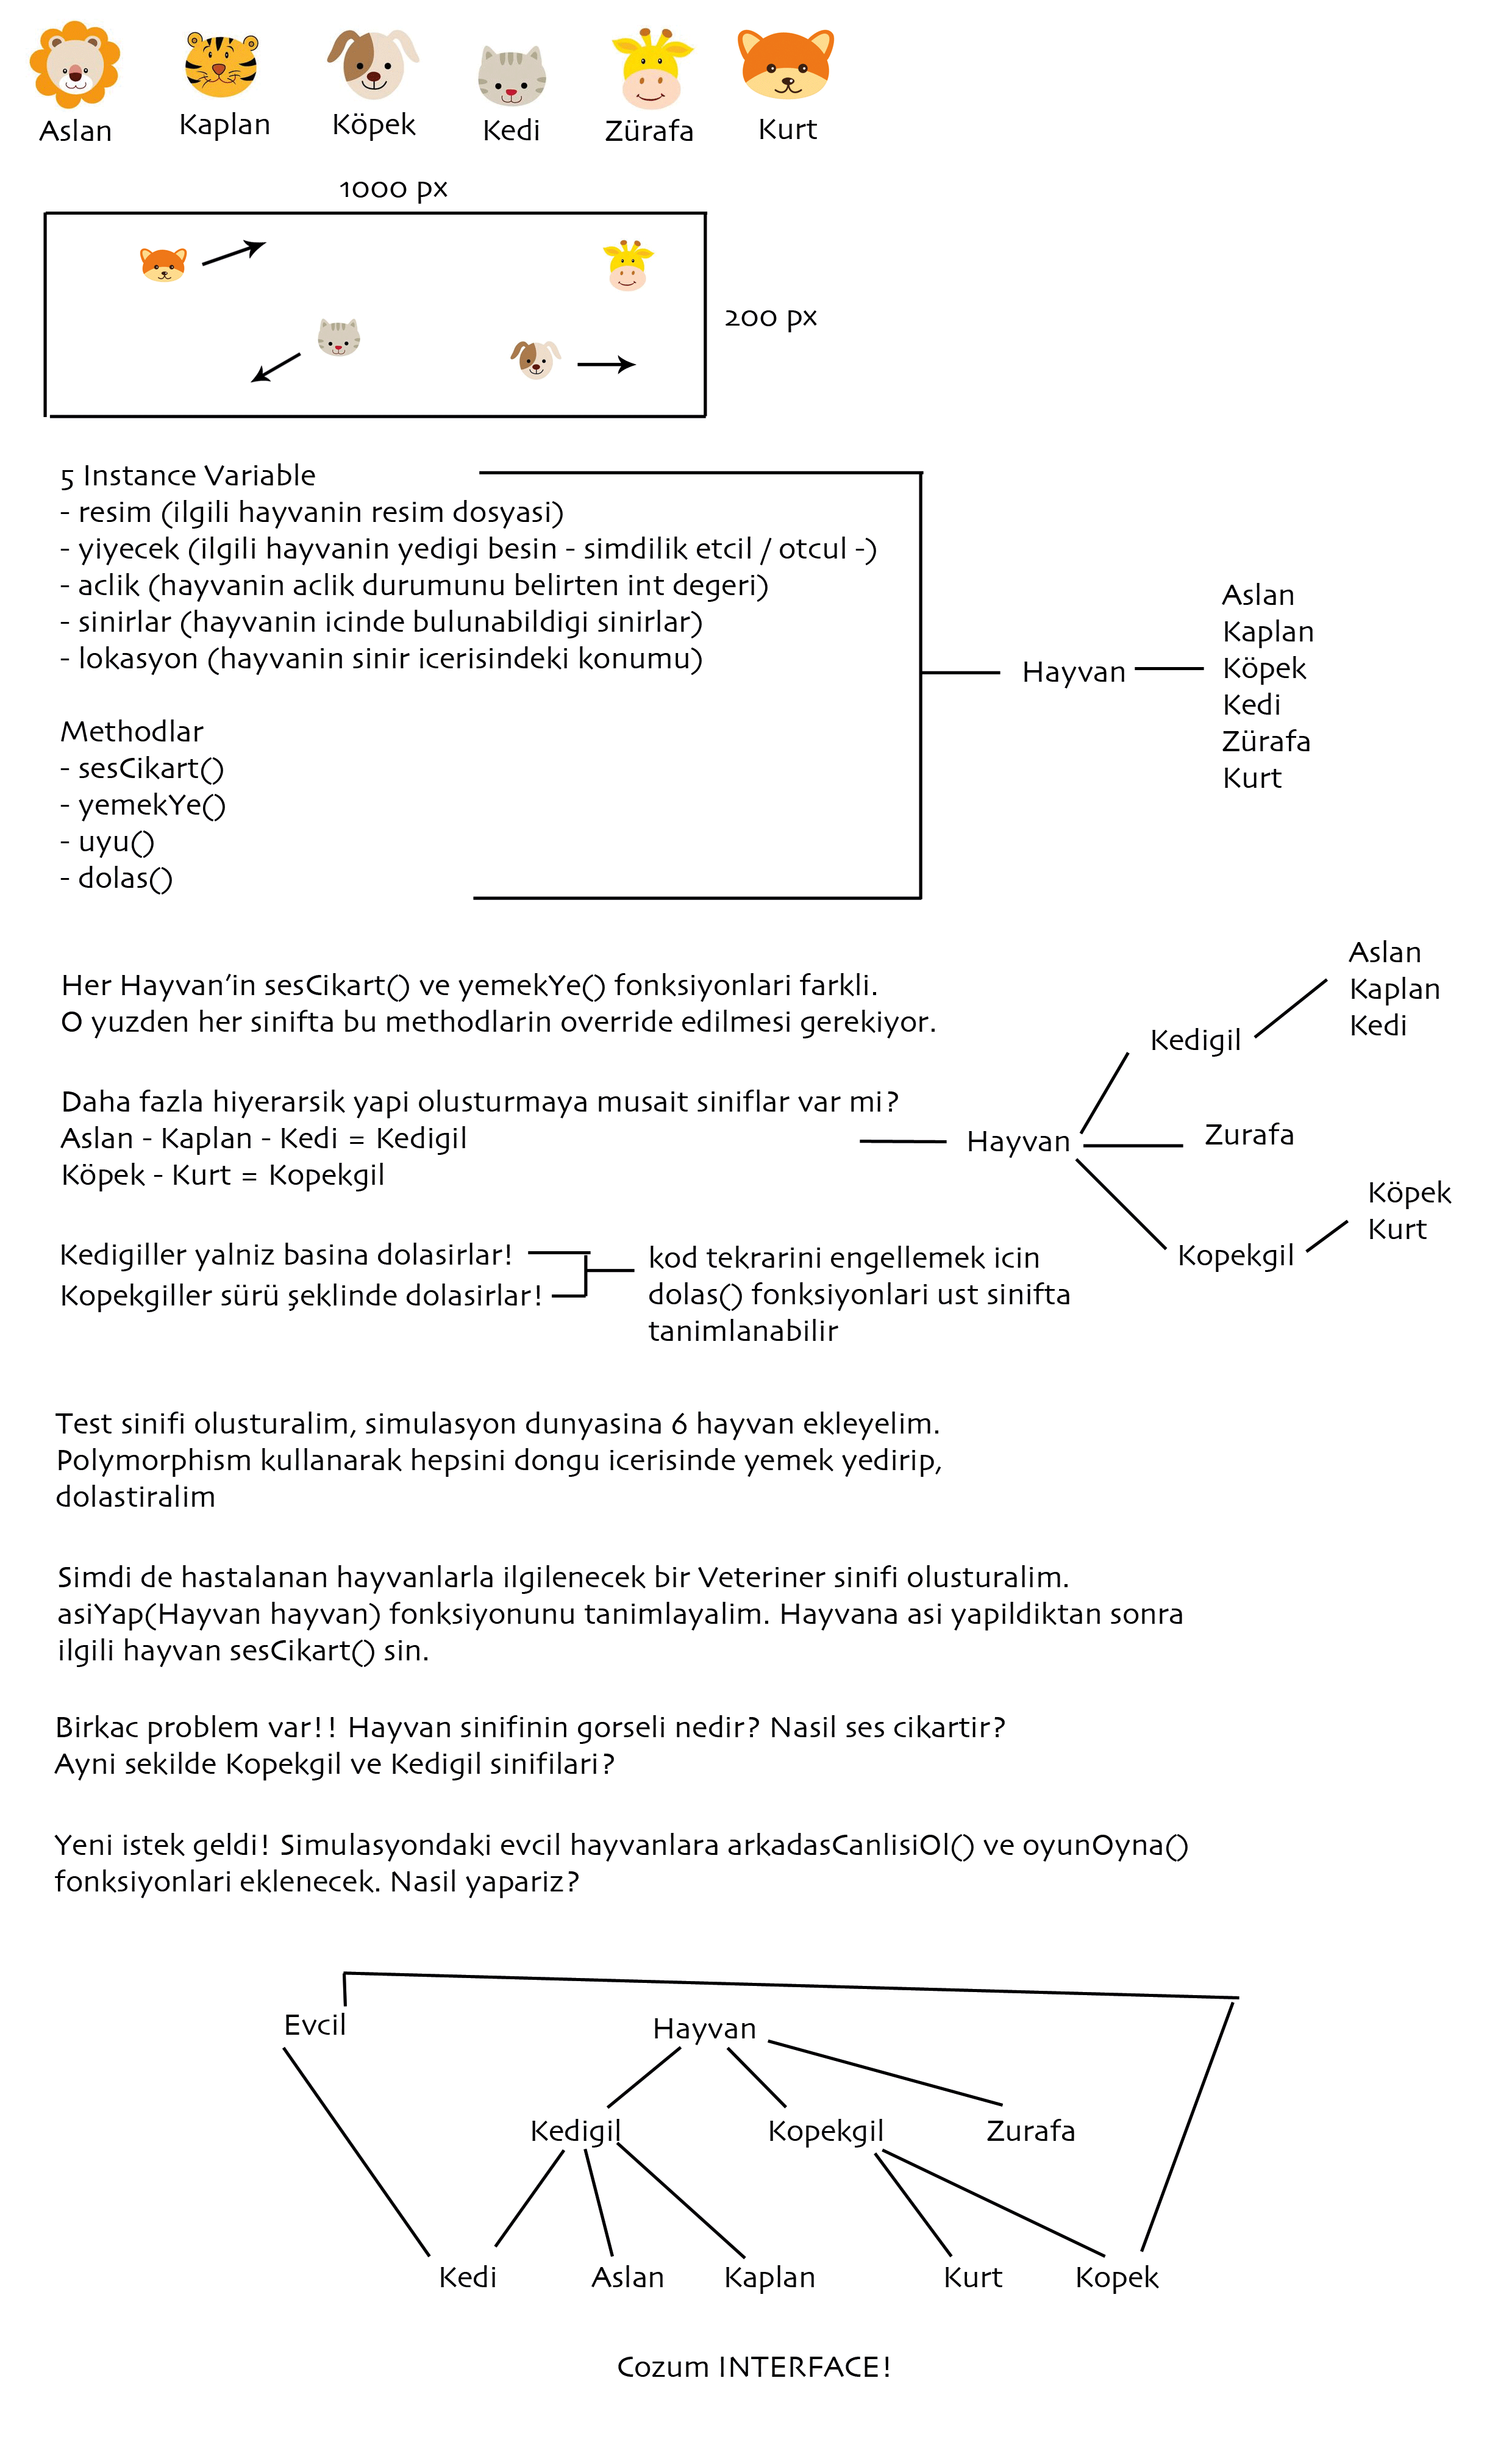 Aslan
Kaplan
Köpek
Kedi
Zürafa
Kurt
1000 px
200 px
5 Instance Variable
- resim (ilgili hayvanin resim dosyasi)
- yiyecek (ilgili hayvanin yedigi besin - simdilik etcil / otcul -)
- aclik (hayvanin aclik durumunu belirten int degeri)
- sinirlar (hayvanin icinde bulunabildigi sinirlar)
- lokasyon (hayvanin sinir icerisindeki konumu)
Methodlar
- sesCikart()
- yemekYe()
- uyu()
- dolas()
Hayvan
Aslan
Kaplan
Köpek
Kedi
Zürafa
Kurt
Her Hayvan'in sesCikart() ve yemekYe() fonksiyonlari farkli.
O yuzden her sinifta bu methodlarin override edilmesi gerekiyor.
Daha fazla hiyerarsik yapi olusturmaya musait siniflar var mi?
Aslan - Kaplan - Kedi = Kedigil
Köpek - Kurt = Kopekgil
Hayvan
Kedigil
Aslan
Kaplan
Kedi
Zurafa
Kopekgil
Köpek
Kurt
Kedigiller yalniz basina dolasirlar!
Kopekgiller sürü şeklinde dolasirlar!
kod tekrarini engellemek icin
dolas() fonksiyonlari ust sinifta
tanimlanabilir
Test sinifi olusturalim, simulasyon dunyasina 6 hayvan ekleyelim.
Polymorphism kullanarak hepsini dongu icerisinde yemek yedirip,
dolastiralim
Simdi de hastalanan hayvanlarla ilgilenecek bir Veteriner sinifi olusturalim.
asiYap(Hayvan hayvan) fonksiyonunu tanimlayalim. Hayvana asi yapildiktan sonra
ilgili hayvan sesCikart() sin.
Birkac problem var!! Hayvan sinifinin gorseli nedir? Nasil ses cikartir?
Ayni sekilde Kopekgil ve Kedigil sinifilari?
Yeni istek geldi! Simulasyondaki evcil hayvanlara arkadasCanlisiOl() ve oyunOyna()
fonksiyonlari eklenecek. Nasil yapariz?
Evcil
Hayvan
Kedigil
Kopekgil
Zurafa
Kedi
Aslan
Kaplan
Kurt
Kopek
Cozum INTERFACE!